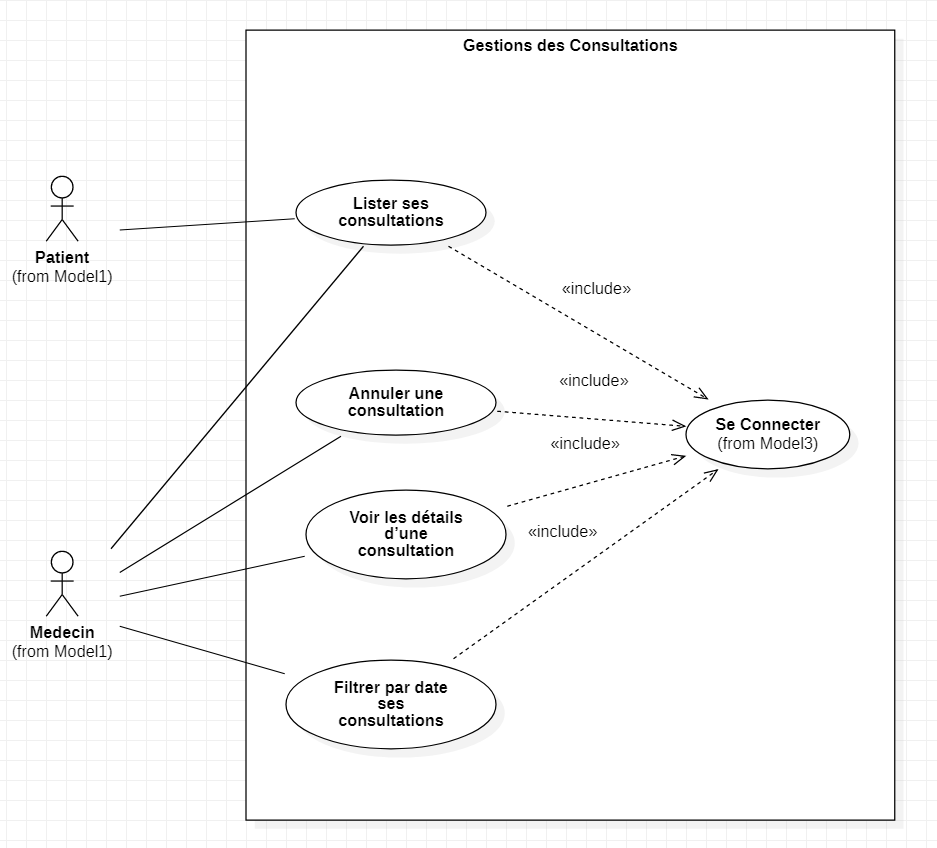 Gestions des Consultations
Patient
(from Model1)
Lister ses
consultations
«include»
«include»
Annuler une
consultation
Se Connecter
(from Model3)
«include»
Voir les détails
d’une
consultation
«include»
Medecin
(from Model1)
Filtrer par date
ses
consultations